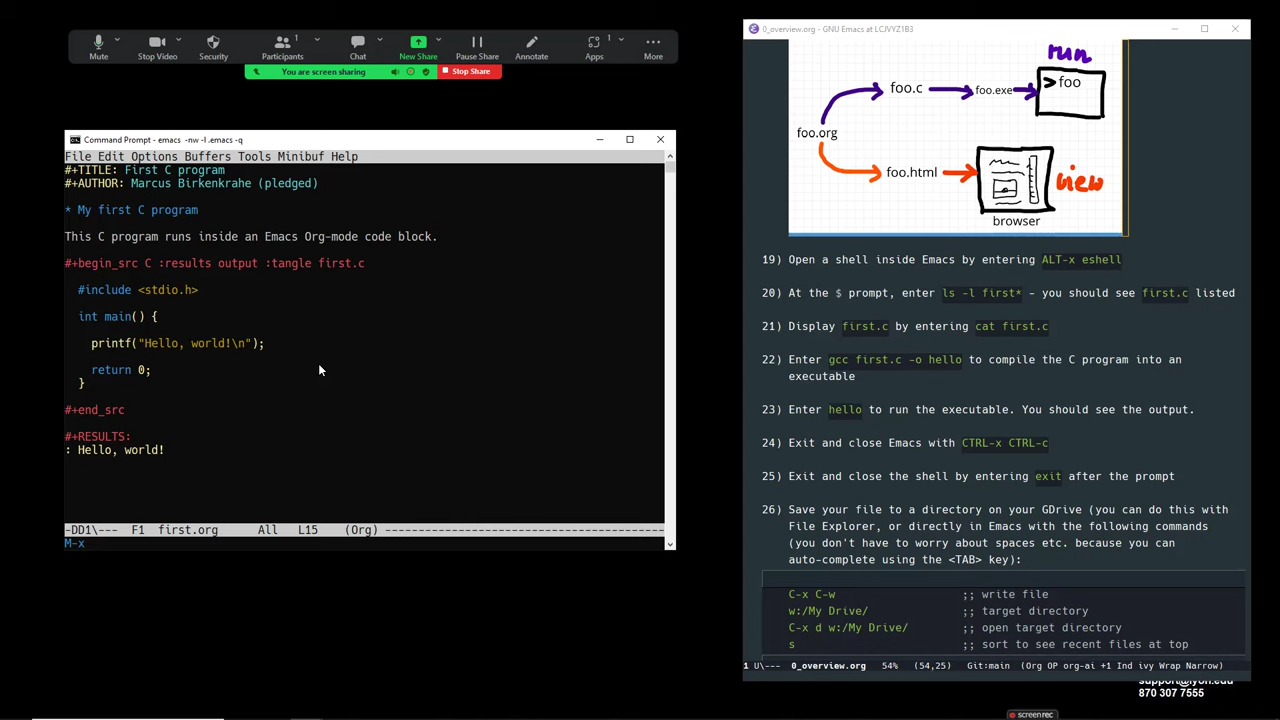 Mute
Stop Video
Security
Participants
1
Chat
New Share
Pause Share
Annotate
Apps
1
More
You are screen sharing
Stop Share
Command Prompt - emacs -nw -l .emacs -q
File Edit Options Buffers Tools Minibuf Help
#+TITLE: First C program
#+AUTHOR: Marcus Birkenkrahe (pledged)
* My first C program
This C program runs inside an Emacs Org-mode code block.
#+begin_src C :results output :tangle first.c
#include <stdio.h>
int main() {
printf("Hello, world!\n");
return 0;
}
#+end_src
#+RESULTS:
: Hello, world!
-DD1\--- F1 first.org All L15 (Org) ----------------------------------------
M-x
0_overview.org - GNU Emacs at LCJVYZ1B3
run
foo.c
foo.exe
>foo
foo.org
foo.html
view
browser
19) Open a shell inside Emacs by entering ALT-x eshell
20) At the $ prompt, enter ls -l first* - you should see first.c listed
21) Display first.c by entering cat first.c
22) Enter gcc first.c -o hello to compile the C program into an
executable
23) Enter hello to run the executable. You should see the output.
24) Exit and close Emacs with CTRL-x CTRL-c
25) Exit and close the shell by entering exit after the prompt
26) Save your file to a directory on your GDrive (you can do this with
File Explorer, or directly in Emacs with the following commands
(you don't have to worry about spaces etc. because you can
auto-complete using the <TAB> key):
C-x C-w ;; write file
w:/My Drive/ ;; target directory
C-x d w:/My Drive/ ;; open target directory
s ;; sort to see recent files at top
1 U\--- 0_overview.org 54% (54,25) Git:main (Org OP org-ai +1 Ind ivy Wrap Narrow)
support@lyon.edu
870 307 7555
screenrec